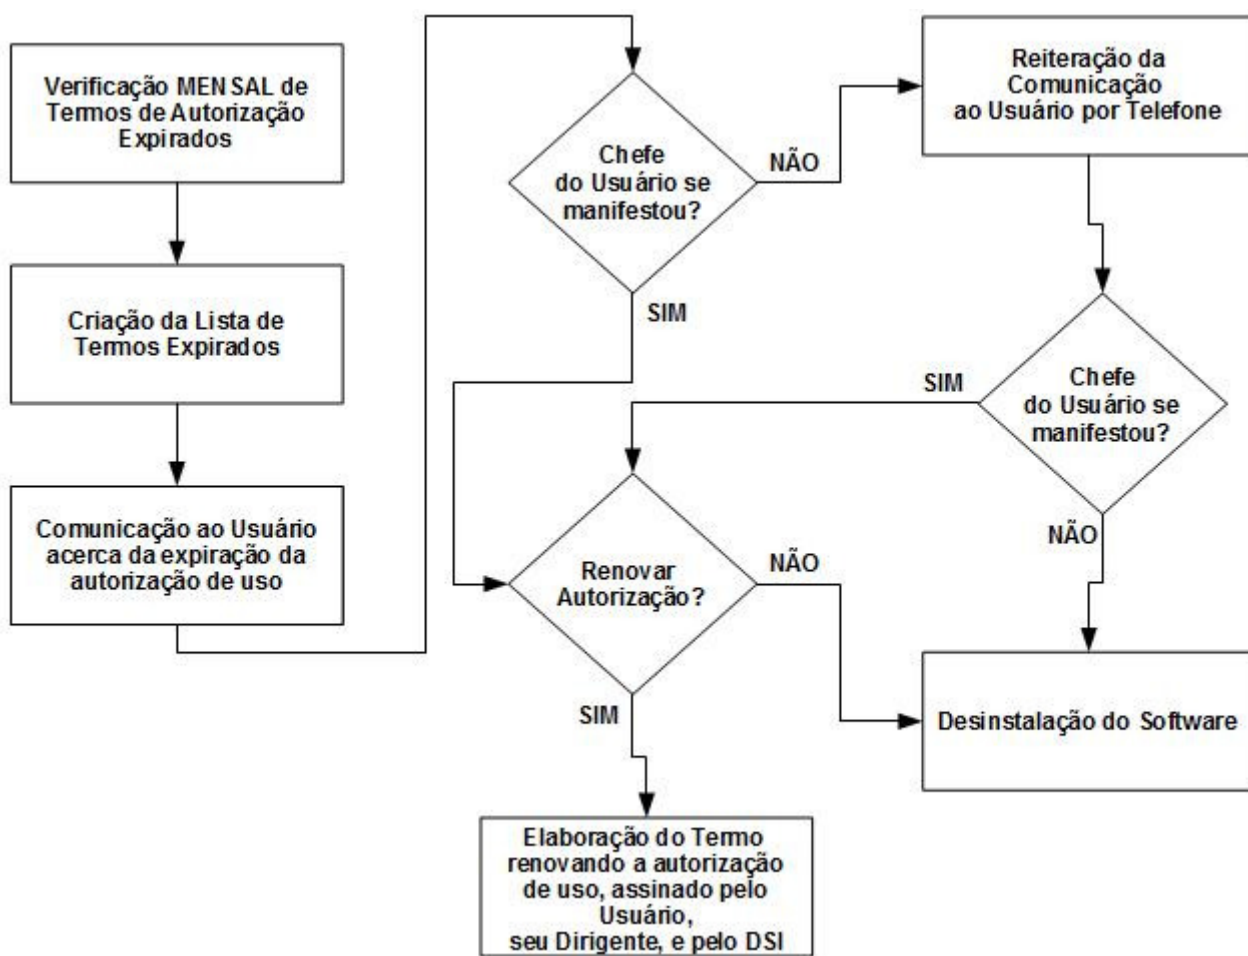 Verificação MENSAL de
Termos de Autorização
Expirados
Criação da Lista de
Termos Expirados
Comunicação ao Usuário
acerca da expiração da
autorização de uso
Chefe
do Usuário se
manifestou?
NÃO
SIM
Reiteração da
Comunicação
ao Usuário por Telefone
Chefe
do Usuário se
manifestou?
SIM
NÃO
Renovar
Autorização?
NÃO
SIM
Desinstalação do Software
Elaboração do Termo
renovando a autorização
de uso, assinado pelo
Usuário,
seu Dirigente, e pelo DSI